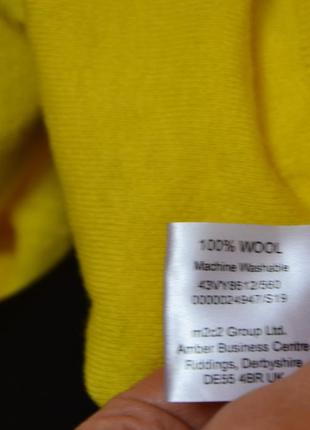 100% WOOL
Machine Washable
43VY8612/560
0000024947/S19
m2c2 Group Ltd.
Amber Business Centre
Riddings, Derbyshire
DE55 4BR UK